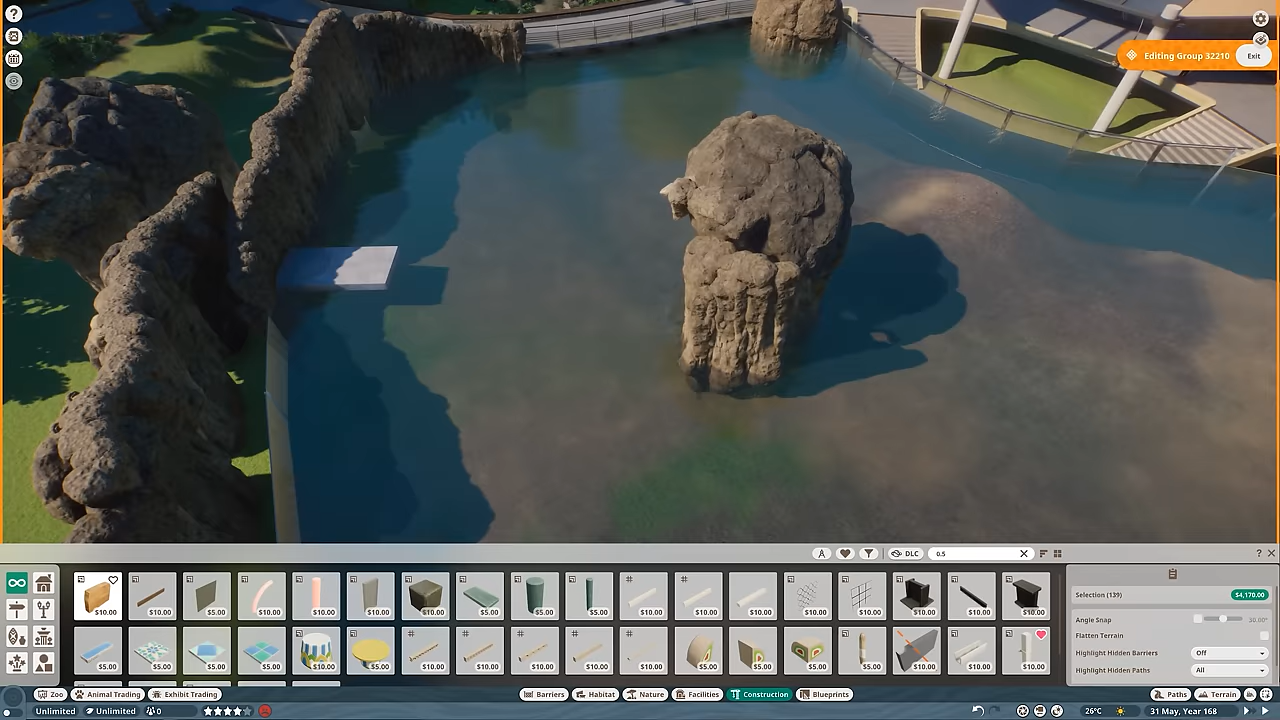 ?
Editing Group 32210
Exit
DLC
0.5
?
$10.00 $10.00 $5.00 $10.00 $10.00 $10.00 $10.00 $5.00 $5.00 $5.00 $10.00 $10.00 $10.00 $10.00 $10.00 $10.00 $10.00 $10.00
$5.00 $5.00 $5.00 $5.00 $5.00 $5.00 $10.00 $10.00 $10.00 $10.00 $10.00 $5.00 $5.00 $5.00 $5.00 $10.00 $10.00 $10.00
Selection (139)
$4,170.00
Angle Snap
30.00°
Flatten Terrain
Highlight Hidden Barriers
Off
Highlight Hidden Paths
All
Zoo
Animal Trading
Exhibit Trading
Barriers
Habitat
Nature
Facilities
Construction
Blueprints
Paths
Terrain
Unlimited
Unlimited
0
26°C
31 May, Year 168